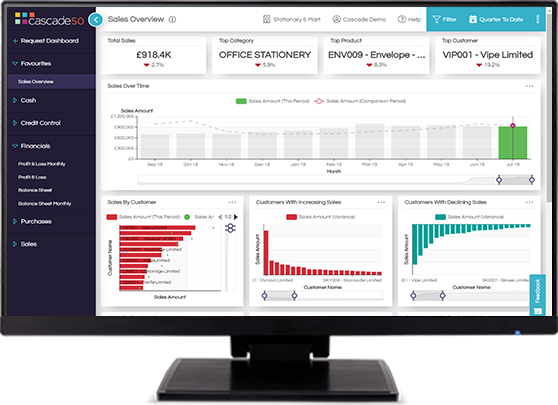 cascade50
Sales Overview
Stationery & Mart
Cascade Demo
Help
Filter
Quarter To Date
Request Dashboard
Favourites
Sales Overview
Cash
Credit Control
Financials
Profit & Loss Monthly
Profit & Loss
Balance Sheet
Balance Sheet Monthly
Purchases
Sales
Total Sales
£918.4K
2.7%
Top Category
OFFICE STATIONERY
5.9%
Top Product
ENV009 - Envelope - ...
8.3%
Top Customer
VIP001 - Vipe Limited
19.2%
Sales Over Time
Sales Amount (This Period)
Sales Amount (Comparison Period)
Sales Amount
£1,200,000
£900,000
£600,000
£300,000
£0
Sep-18
Oct-18
Nov-18
Dec-18
Jan-19
Feb-19
Mar-19
Apr-19
May-19
Jun-19
Jul-19
Month
Sales By Customer
Sales Amount (This Period)
Sales Ar
1/2
Customer Name
Sales Amount
Customers With Increasing Sales
Sales Amount (Variance)
Sales Amount
Customer Name
Customers With Declining Sales
Sales Amount (Variance)
Sales Amount
01 - Vipe Limited
Customer Name
Feedback